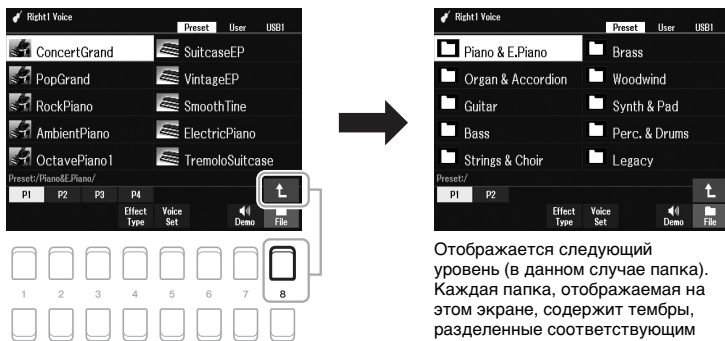 Right1 Voice
Preset User USB1
ConcertGrand SuitcaseEP
PopGrand VintageEP
RockPiano SmoothTine
AmbientPiano ElectricPiano
OctavePiano1 TremoloSuitcase
Preset:/Piano&E.Piano/
P1 P2 P3 P4
Effect Type Voice Set Demo File
1 2 3 4 5 6 7 8
Right1 Voice
Preset User USB1
Piano & E.Piano Brass
Organ & Accordion Woodwind
Guitar Synth & Pad
Bass Perc. & Drums
Strings & Choir Legacy
Preset:/
P1 P2
Effect Type Voice Set Demo File
Отображается следующий
уровень (в данном случае папка).
Каждая папка, отображаемая на
этом экране, содержит тембры,
разделенные соответствующим